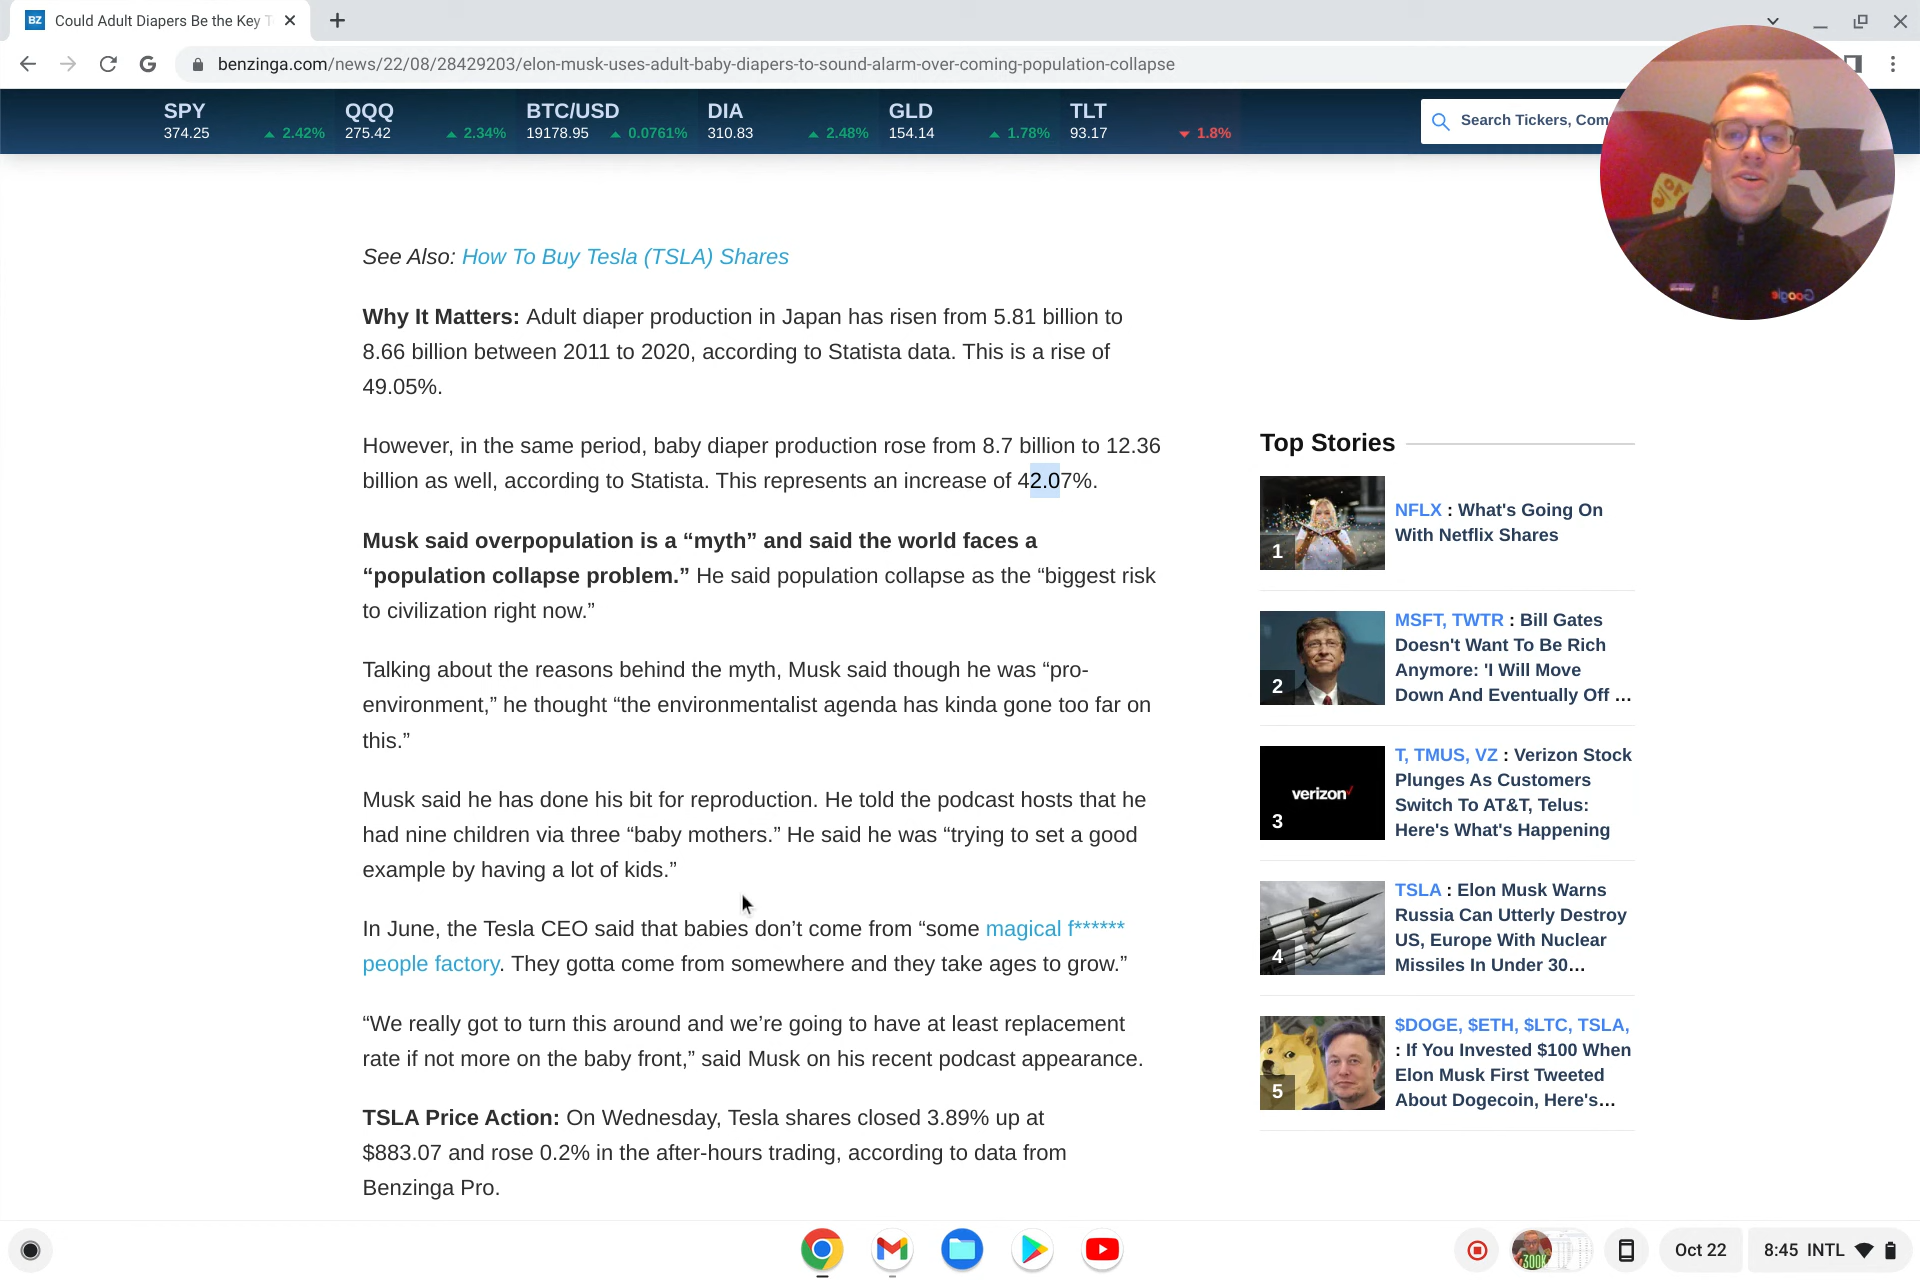 BZ Could Adult Diapers Be the Key T
benzinga.com/news/22/08/28429203/elon-musk-uses-adult-baby-diapers-to-sound-alarm-over-coming-population-collapse
SPY QQQ BTC/USD DIA GLD TLT
374.25 2.42% 275.42 2.34% 19178.95 0.0761% 310.83 2.48% 154.14 1.78% 93.17 1.8%
Search Tickers, Com
Google
See Also: How To Buy Tesla (TSLA) Shares
Why It Matters: Adult diaper production in Japan has risen from 5.81 billion to
8.66 billion between 2011 to 2020, according to Statista data. This is a rise of
49.05%.
However, in the same period, baby diaper production rose from 8.7 billion to 12.36
billion as well, according to Statista. This represents an increase of 42.07%.
Musk said overpopulation is a “myth” and said the world faces a
“population collapse problem.” He said population collapse as the “biggest risk
to civilization right now.”
Talking about the reasons behind the myth, Musk said though he was “pro-
environment,” he thought “the environmentalist agenda has kinda gone too far on
this.”
Musk said he has done his bit for reproduction. He told the podcast hosts that he
had nine children via three “baby mothers.” He said he was “trying to set a good
example by having a lot of kids.”
In June, the Tesla CEO said that babies don’t come from “some magical f******
people factory. They gotta come from somewhere and they take ages to grow.”
“We really got to turn this around and we’re going to have at least replacement
rate if not more on the baby front,” said Musk on his recent podcast appearance.
TSLA Price Action: On Wednesday, Tesla shares closed 3.89% up at
$883.07 and rose 0.2% in the after-hours trading, according to data from
Benzinga Pro.
Top Stories
1
NFLX : What's Going On
With Netflix Shares
2
MSFT, TWTR : Bill Gates
Doesn't Want To Be Rich
Anymore: 'I Will Move
Down And Eventually Off ...
verizon
3
T, TMUS, VZ : Verizon Stock
Plunges As Customers
Switch To AT&T, Telus:
Here's What's Happening
4
TSLA : Elon Musk Warns
Russia Can Utterly Destroy
US, Europe With Nuclear
Missiles In Under 30...
5
$DOGE, $ETH, $LTC, TSLA,
: If You Invested $100 When
Elon Musk First Tweeted
About Dogecoin, Here's...
300K
Oct 22 8:45 INTL